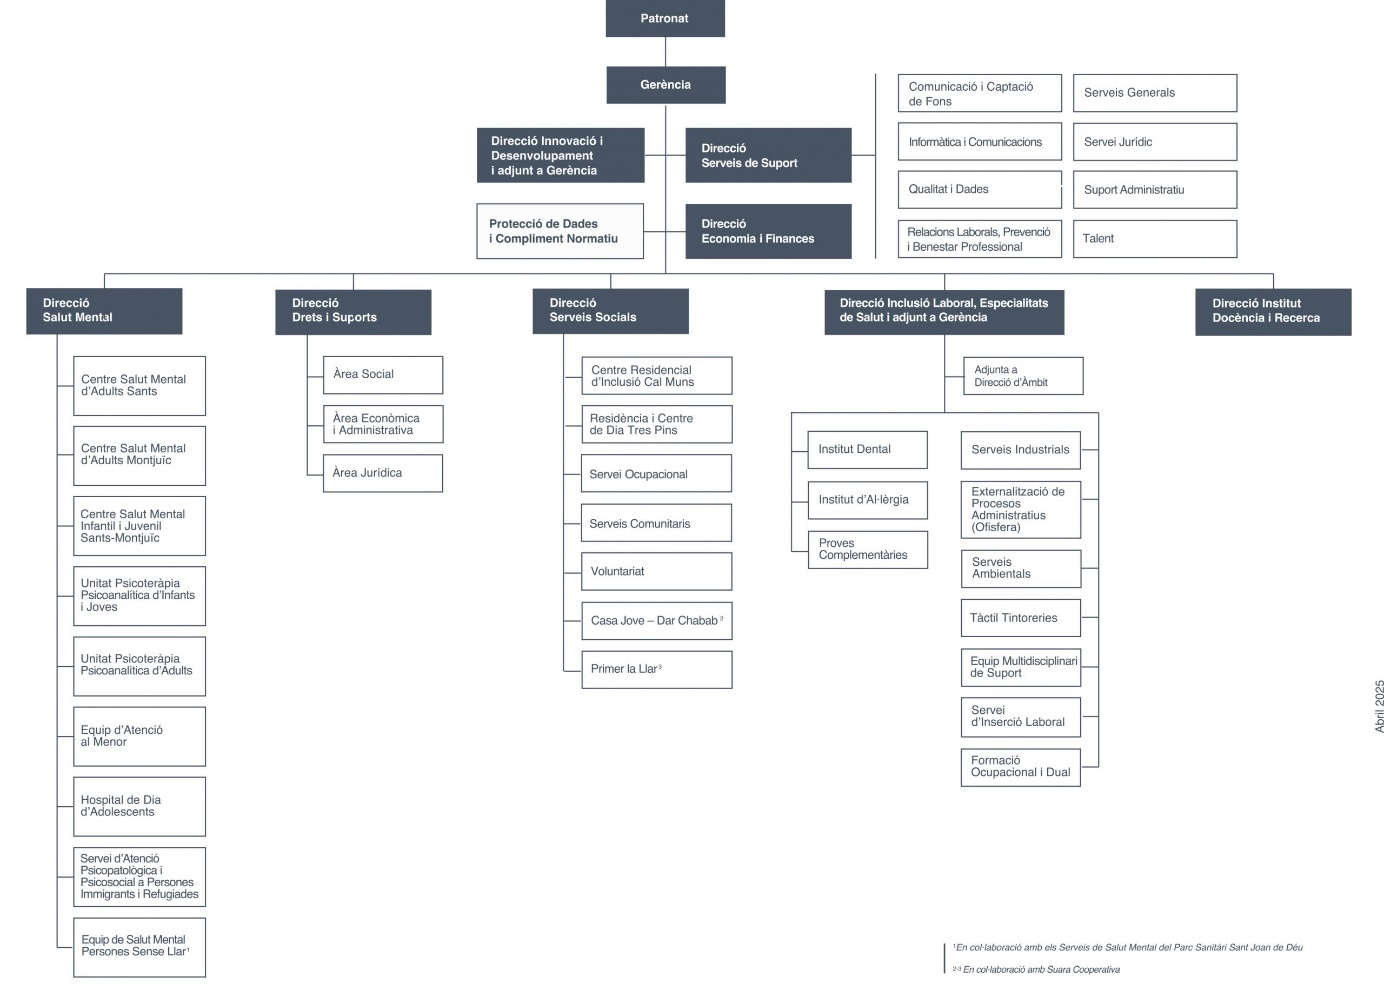 Patronat
Gerència
Direcció Innovació i
Desenvolupament
i adjunt a Gerència
Direcció
Serveis de Suport
Protecció de Dades
i Compliment Normatiu
Direcció
Economia i Finances
Comunicació i Captació
de Fons
Serveis Generals
Informàtica i Comunicacions
Servei Jurídic
Qualitat i Dades
Suport Administratiu
Relacions Laborals, Prevenció
i Benestar Professional
Talent
Direcció
Salut Mental
Centre Salut Mental
d'Adults Sants
Centre Salut Mental
d'Adults Montjuïc
Centre Salut Mental
Infantil i Juvenil
Sants-Montjuïc
Unitat Psicoteràpia
Psicoanalítica d'Infants
i Joves
Unitat Psicoteràpia
Psicoanalítica d'Adults
Equip d'Atenció
al Menor
Hospital de Dia
d'Adolescents
Servei d'Atenció
Psicopatològica i
Psicosocial a Persones
Immigrants i Refugiades
Equip de Salut Mental
Persones Sense Llar¹
Direcció
Drets i Suports
Àrea Social
Àrea Econòmica
i Administrativa
Àrea Jurídica
Direcció
Serveis Socials
Centre Residencial
d'Inclusió Cal Muns
Residència i Centre
de Dia Tres Pins
Servei Ocupacional
Serveis Comunitaris
Voluntariat
Casa Jove – Dar Chabab ²
Primer la Llar³
Direcció Inclusió Laboral, Especialitats
de Salut i adjunt a Gerència
Adjunta a
Direcció d'Àmbit
Institut Dental
Institut d'Al·lèrgia
Proves
Complementàries
Serveis Industrials
Externalització de
Procesos
Administratius
(Ofisfera)
Serveis
Ambientals
Tàctil Tintoreries
Equip Multidisciplinari
de Suport
Servei
d'Inserció Laboral
Formació
Ocupacional i Dual
Direcció Institut
Docència i Recerca
Abril 2025
¹En col·laboració amb els Serveis de Salut Mental del Parc Sanitári Sant Joan de Déu
²·³ En col·laboració amb Suara Cooperativa